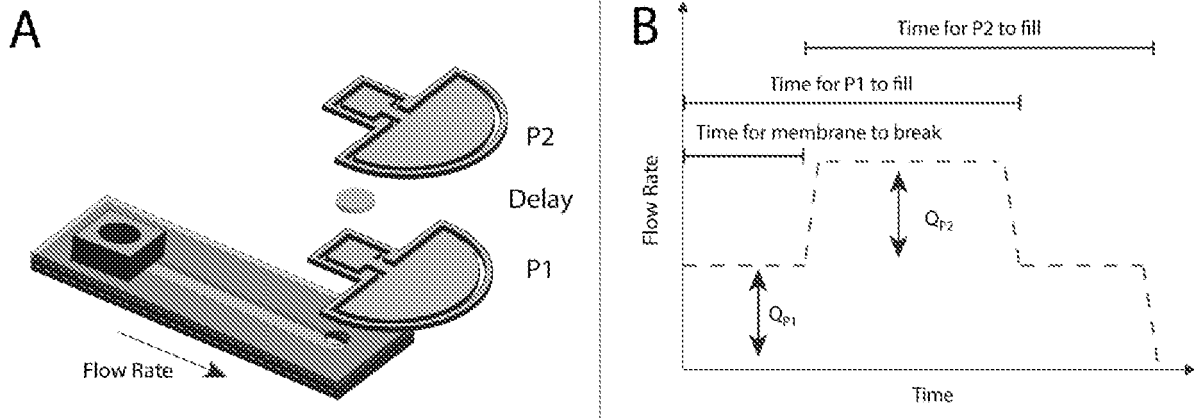 A
P2
Delay
P1
Flow Rate
B
Time for P2 to fill
Time for P1 to fill
Time for membrane to break
Flow Rate
QP2
QP1
Time